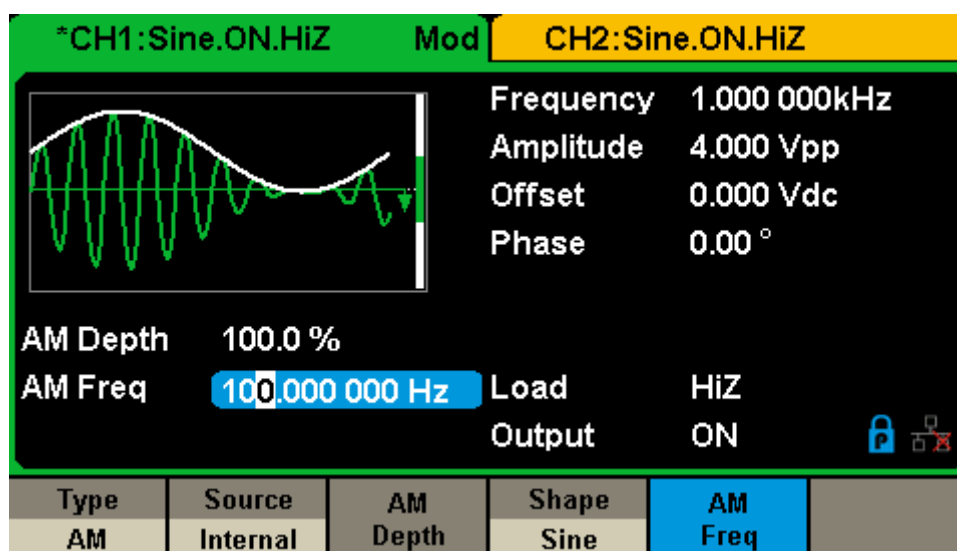 *CH1:Sine.ON.HiZ Mod CH2:Sine.ON.HiZ
Frequency 1.000 000kHz
Amplitude 4.000 Vpp
Offset 0.000 Vdc
Phase 0.00 °
AM Depth 100.0 %
AM Freq 100.000 000 Hz Load HiZ
Output ON P
Type Source AM Shape AM
AM Internal Depth Sine Freq